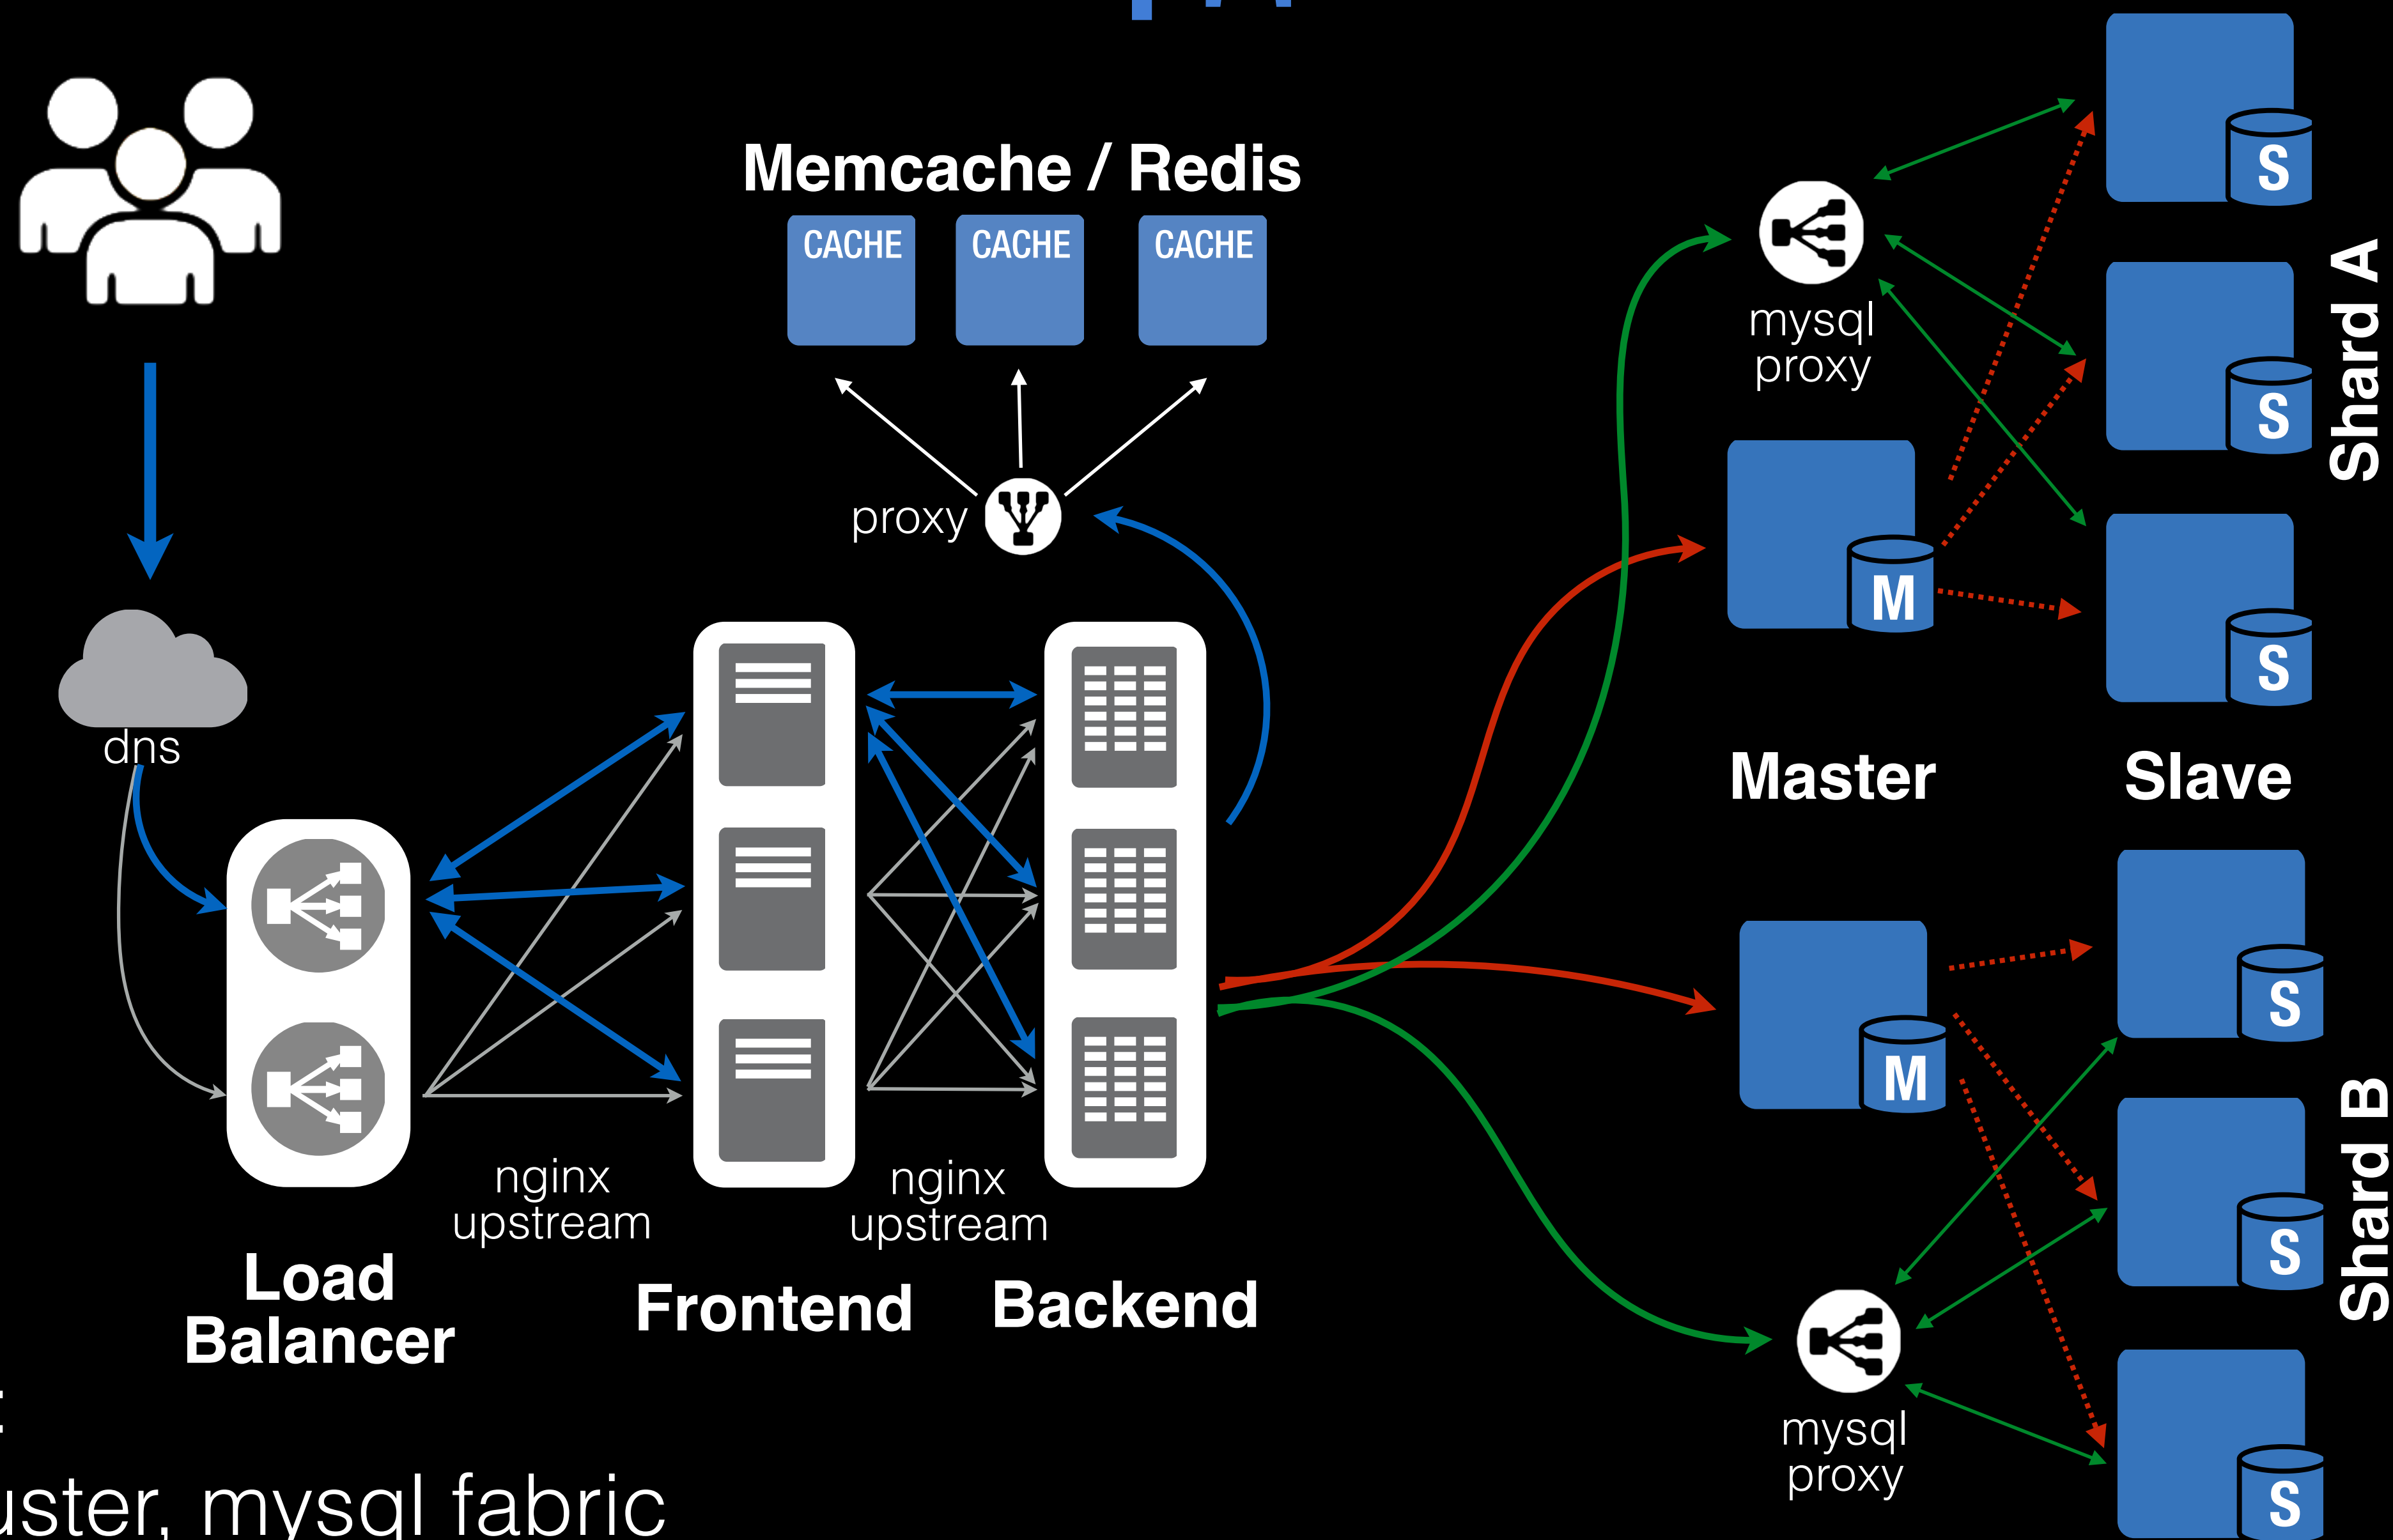 Memcache / Redis
CACHE
CACHE
CACHE
proxy
dns
nginx
upstream
nginx
upstream
Load
Balancer
Frontend
Backend
mysql
proxy
M
S
S
S
Shard A
Master
Slave
M
S
S
S
Shard B
mysql
proxy
mysql fabric